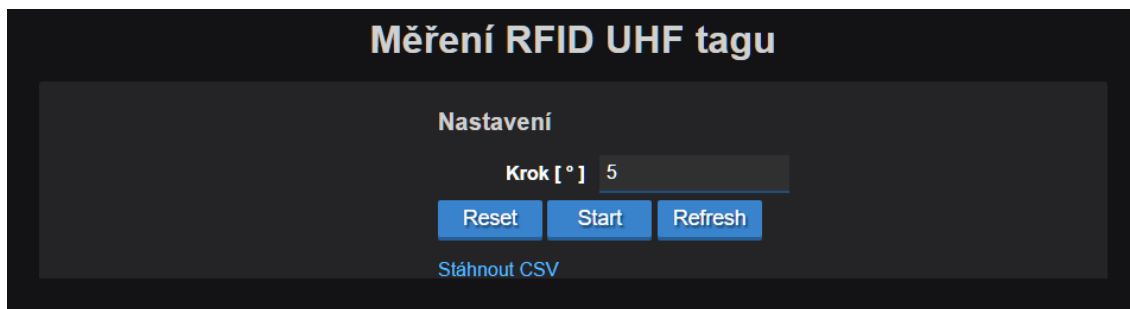 Měření RFID UHF tagu
Nastavení
Krok [ ° ] 5
Reset Start Refresh
Stáhnout CSV